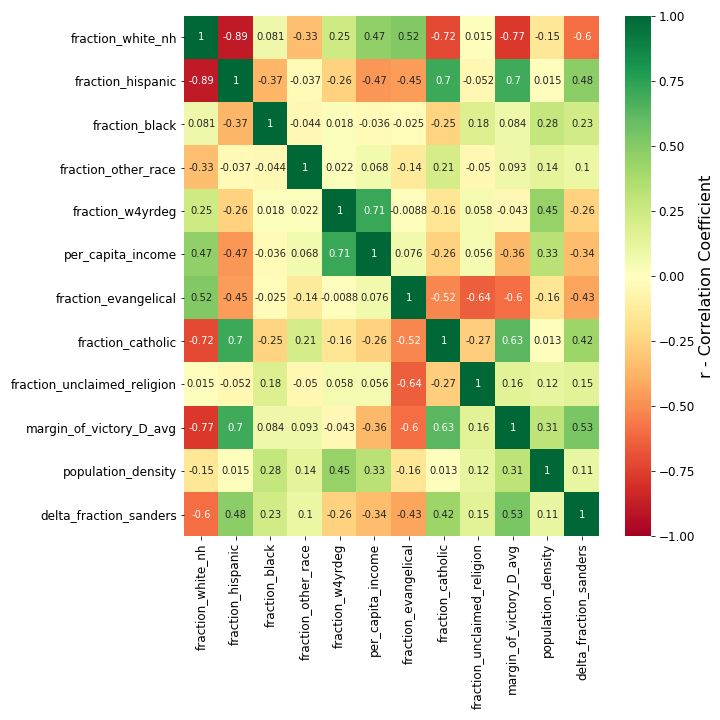 fraction_white_nh 1 -0.89 0.081 -0.33 0.25 0.47 0.52 -0.72 0.015 -0.77 -0.15 -0.6
fraction_hispanic -0.89 1 -0.37 -0.037 -0.26 -0.47 -0.45 0.7 -0.052 0.7 0.015 0.48
fraction_black 0.081 -0.37 1 -0.044 0.018 -0.036 -0.025 -0.25 0.18 0.084 0.28 0.23
fraction_other_race -0.33 -0.037 -0.044 1 0.022 0.068 -0.14 0.21 -0.05 0.093 0.14 0.1
fraction_w4yrdeg 0.25 -0.26 0.018 0.022 1 0.71 -0.0088 -0.16 0.058 -0.043 0.45 -0.26
per_capita_income 0.47 -0.47 -0.036 0.068 0.71 1 0.076 -0.26 0.056 -0.36 0.33 -0.34
fraction_evangelical 0.52 -0.45 -0.025 -0.14 -0.0088 0.076 1 -0.52 -0.64 -0.6 -0.16 -0.43
fraction_catholic -0.72 0.7 -0.25 0.21 -0.16 -0.26 -0.52 1 -0.27 0.63 0.013 0.42
fraction_unclaimed_religion 0.015 -0.052 0.18 -0.05 0.058 0.056 -0.64 -0.27 1 0.16 0.12 0.15
margin_of_victory_D_avg -0.77 0.7 0.084 0.093 -0.043 -0.36 -0.6 0.63 0.16 1 0.31 0.53
population_density -0.15 0.015 0.28 0.14 0.45 0.33 -0.16 0.013 0.12 0.31 1 0.11
delta_fraction_sanders -0.6 0.48 0.23 0.1 -0.26 -0.34 -0.43 0.42 0.15 0.53 0.11 1
fraction_white_nh
fraction_hispanic
fraction_black
fraction_other_race
fraction_w4yrdeg
per_capita_income
fraction_evangelical
fraction_catholic
fraction_unclaimed_religion
margin_of_victory_D_avg
population_density
delta_fraction_sanders
1.00
0.75
0.50
0.25
0.00
−0.25
−0.50
−0.75
−1.00
r - Correlation Coefficient